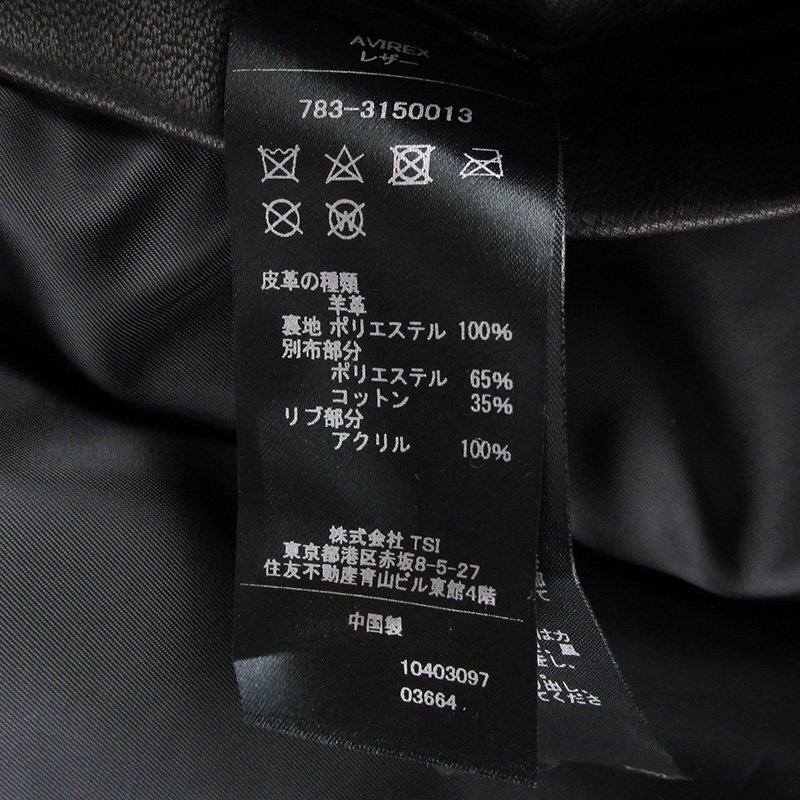 AVIREX
レザー
783-3150013
皮革の種類
羊革
裏地 ポリエステル 100%
別布部分
ポリエステル 65%
コットン 35%
リブ部分
アクリル 100%
株式会社 TSI
東京都港区赤坂8-5-27
住友不動産青山ビル東館4階
中国製
10403097
03664